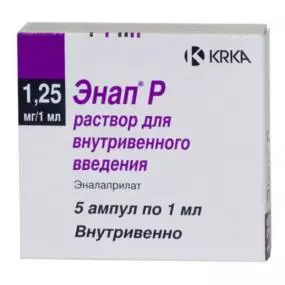 KRKA
1,25
мг/1 мл
Энап® Р
раствор для
внутривенного
введения
Эналаприлат
5 ампул по 1 мл
Внутривенно